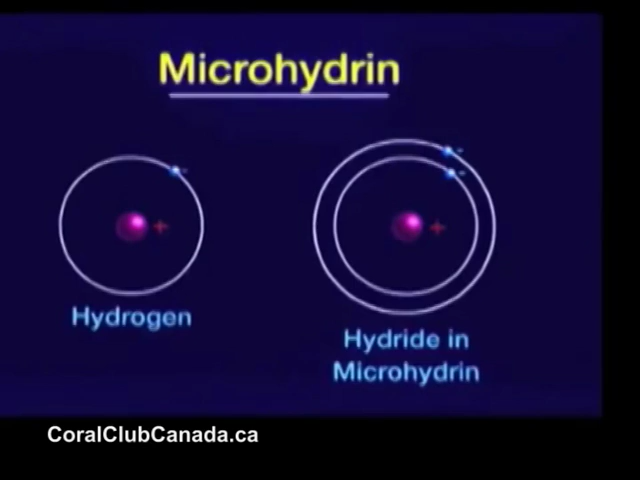 Microhydrin
-
+
Hydrogen
-
-
+
Hydride in
Microhydrin
CoralClubCanada.ca